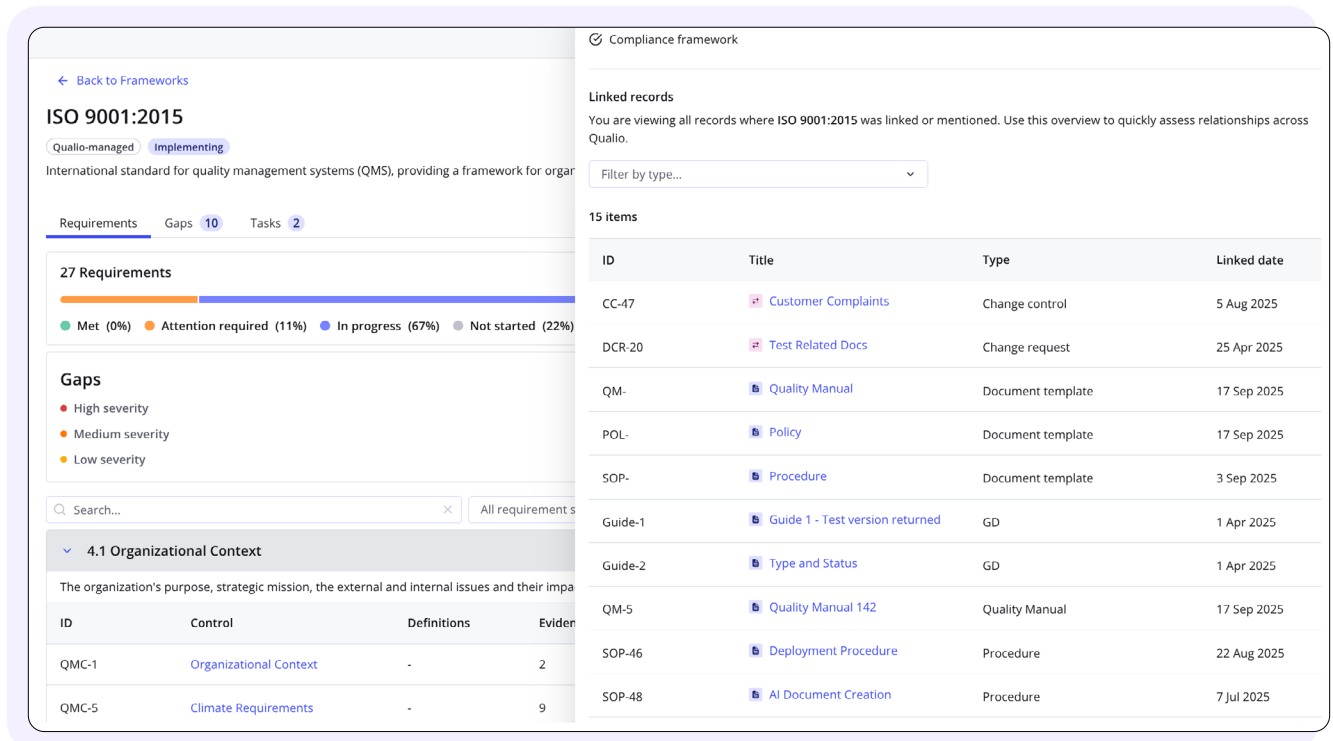 Back to Frameworks
ISO 9001:2015
Qualio-managed Implementing
International standard for quality management systems (QMS), providing a framework for organ
Requirements Gaps 10 Tasks 2
27 Requirements
Met (0%) Attention required (11%) In progress (67%) Not started (22%)
Gaps
High severity
Medium severity
Low severity
Search... All requirement s
4.1 Organizational Context
The organization's purpose, strategic mission, the external and internal issues and their impa
ID Control Definitions Eviden
QMC-1 Organizational Context - 2
QMC-5 Climate Requirements - 9
Compliance framework
Linked records
You are viewing all records where ISO 9001:2015 was linked or mentioned. Use this overview to quickly assess relationships across
Qualio.
Filter by type...
15 items
ID Title Type Linked date
CC-47 Customer Complaints Change control 5 Aug 2025
DCR-20 Test Related Docs Change request 25 Apr 2025
QM- Quality Manual Document template 17 Sep 2025
POL- Policy Document template 17 Sep 2025
SOP- Procedure Document template 3 Sep 2025
Guide-1 Guide 1 - Test version returned GD 1 Apr 2025
Guide-2 Type and Status GD 1 Apr 2025
QM-5 Quality Manual 142 Quality Manual 17 Sep 2025
SOP-46 Deployment Procedure Procedure 22 Aug 2025
SOP-48 AI Document Creation Procedure 7 Jul 2025